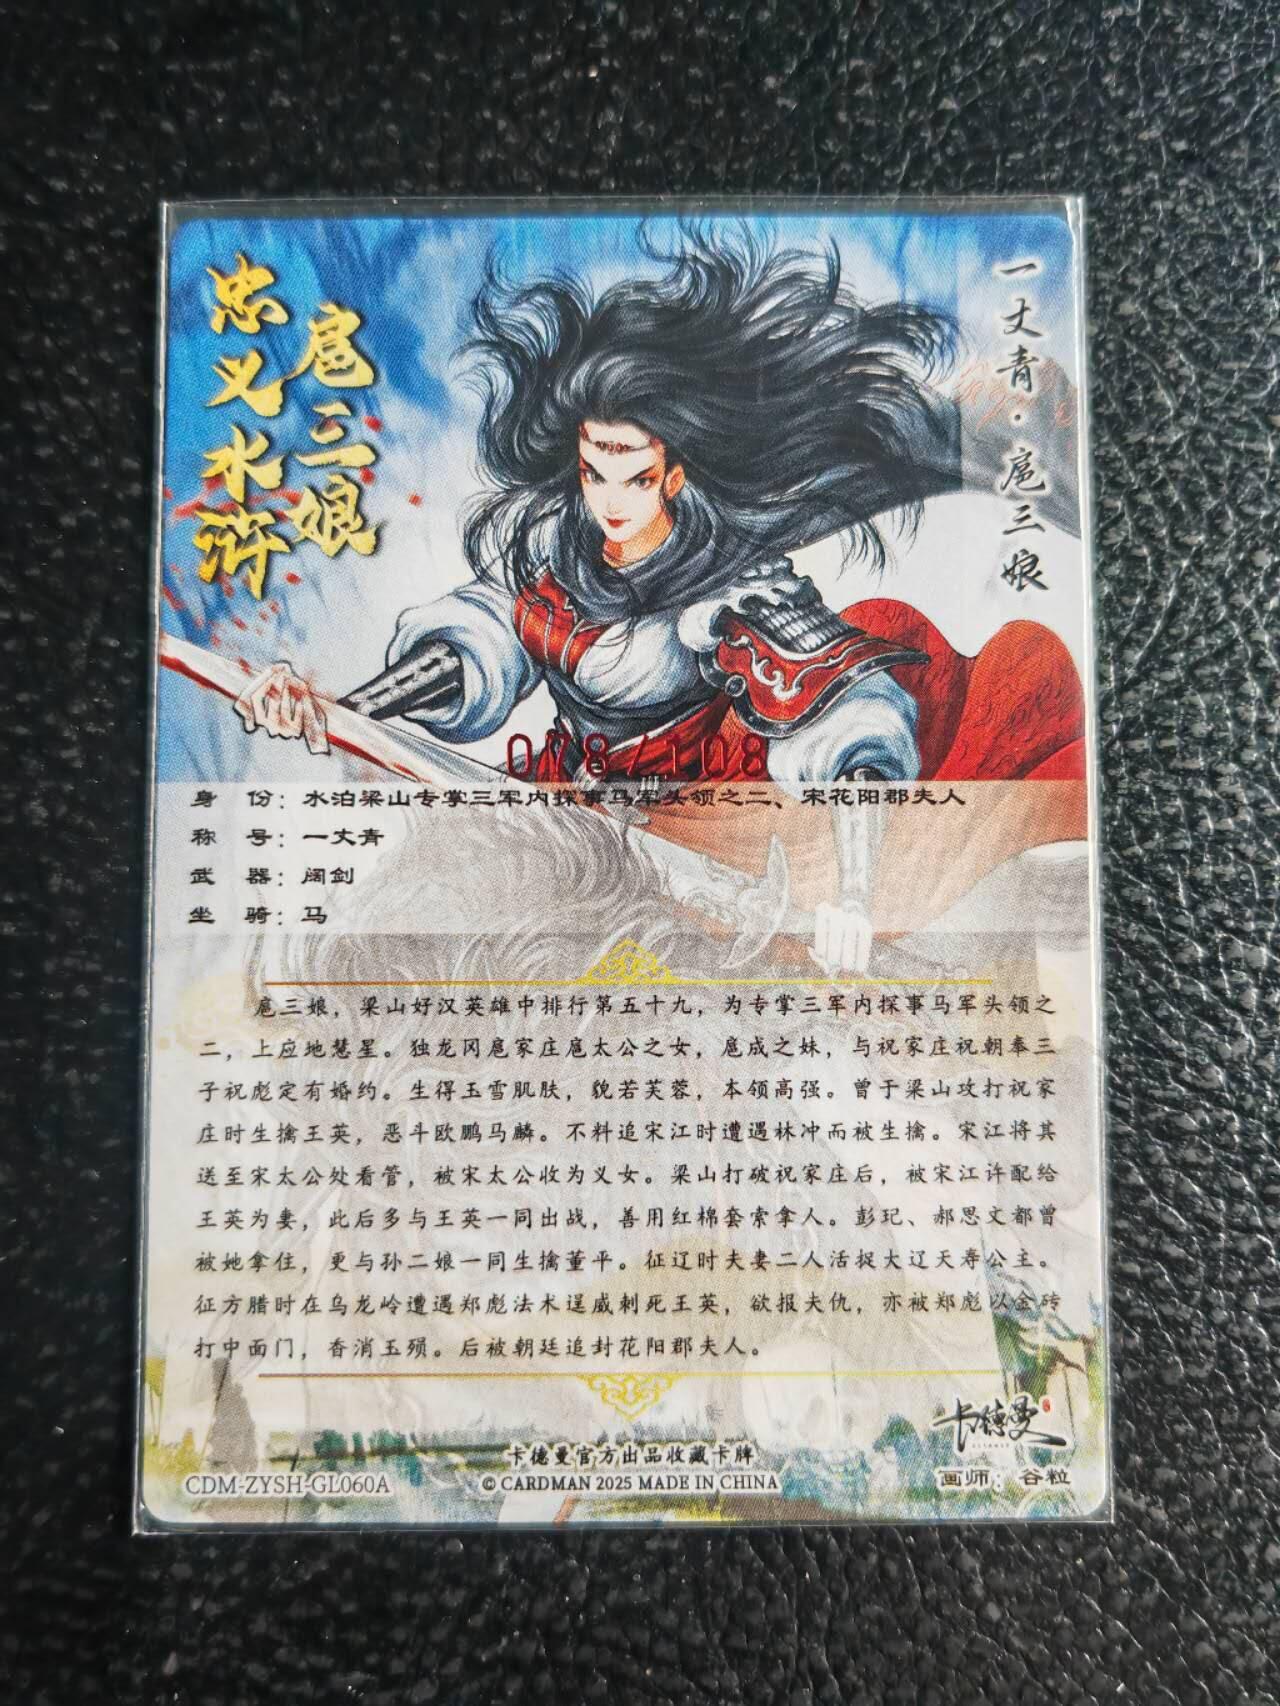 忠义水浒
扈三娘
一丈青·扈三娘
078/108
身 份：水泊梁山专掌三军内探事马军头领之二、宋花阳郡夫人
称 号：一丈青
武 器：阔剑
坐 骑：马
扈三娘，梁山好汉英雄中排行第五十九，为专掌三军内探事马军头领之
二，上应地慧星。独龙冈扈家庄扈太公之女，扈成之妹，与祝家庄祝朝奉三
子祝彪定有婚约。生得玉雪肌肤，貌若芙蓉，本领高强。曾于梁山攻打祝家
庄时生擒王英，恶斗欧鹏马麟。不料追宋江时遭遇林冲而被生擒。宋江将其
送至宋太公处看管，被宋太公收为义女。梁山打破祝家庄后，被宋江许配给
王英为妻，此后多与王英一同出战，善用红棉套索拿人。彭玘、郝思文都曾
被她拿住，更与孙二娘一同生擒董平。征辽时夫妻二人活捉大辽天寿公主。
征方腊时在乌龙岭遭遇郑彪法术逞威刺死王英，欲报夫仇，亦被郑彪以金砖
打中面门，香消玉殒。后被朝廷追封花阳郡夫人。
卡德曼
卡德曼官方出品收藏卡牌
CDM-ZYSH-GL060A
© CARDMAN 2025 MADE IN CHINA
画师：谷粒